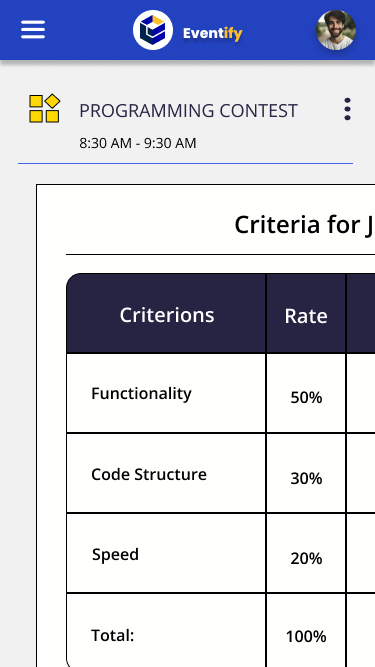 Eventify
PROGRAMMING CONTEST
8:30 AM - 9:30 AM
Criteria for J
Criterions Rate
Functionality 50%
Code Structure 30%
Speed 20%
Total: 100%